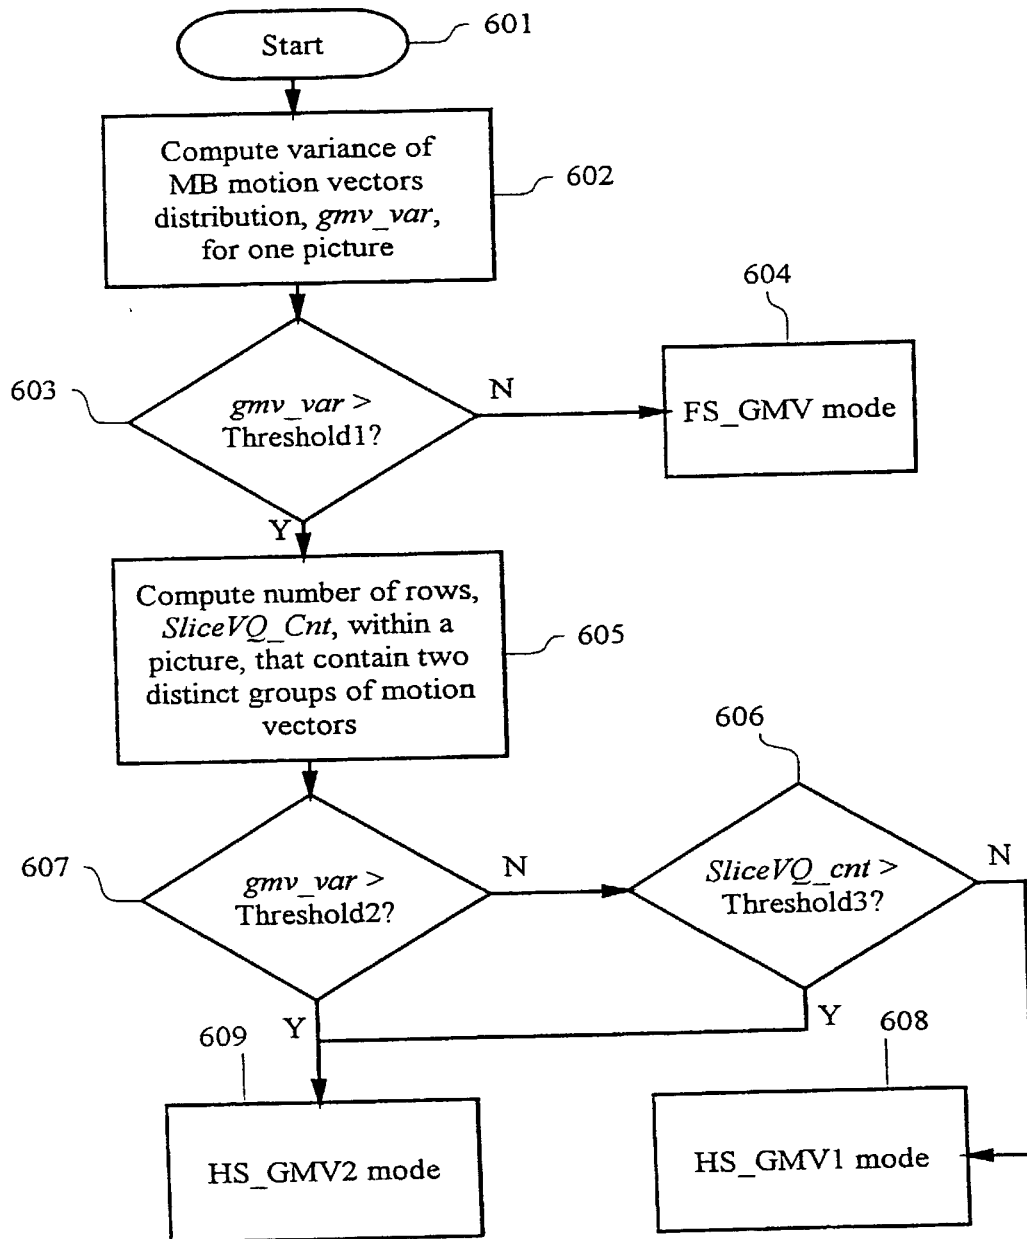 Start
601
Compute variance of
MB motion vectors
distribution, gmv_var,
for one picture
602
604
603
gmv_var >
Threshold1?
N
FS_GMV mode
Y
Compute number of rows,
SliceVQ_Cnt, within a
picture, that contain two
distinct groups of motion
vectors
605
606
607
gmv_var >
Threshold2?
N
SliceVQ_cnt >
Threshold3?
N
Y
Y
609
608
HS_GMV2 mode
HS_GMV1 mode